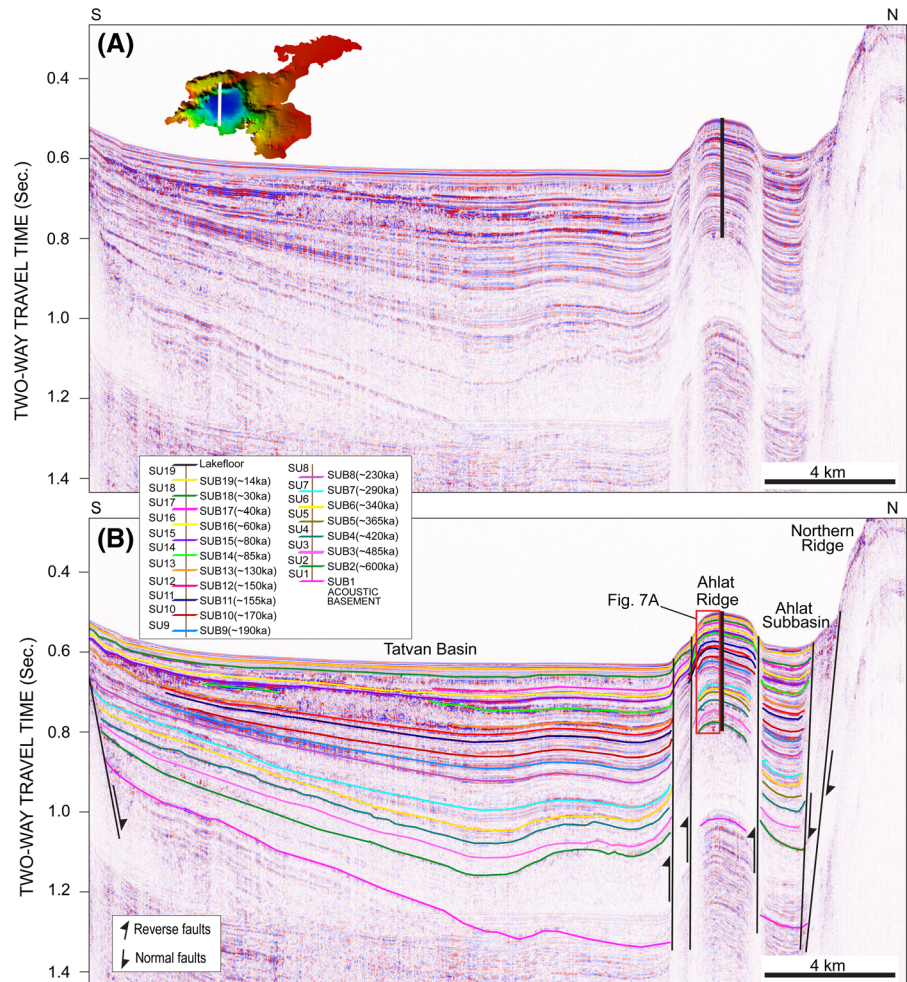 S
N
(A)
0.4
0.6
0.8
1.0
1.2
1.4
TWO-WAY TRAVEL TIME (Sec.)
4 km
SU19
Lakefloor
SU18
SUB19(~14ka)
SU17
SUB18(~30ka)
SU16
SUB17(~40ka)
SU15
SUB16(~60ka)
SU14
SUB15(~80ka)
SU13
SUB14(~85ka)
SU12
SUB13(~130ka)
SU11
SUB12(~150ka)
SU10
SUB11(~155ka)
SU9
SUB10(~170ka)
SUB9(~190ka)
SU8
SUB8(~230ka)
SU7
SUB7(~290ka)
SU6
SUB6(~340ka)
SU5
SUB5(~365ka)
SU4
SUB4(~420ka)
SU3
SUB3(~485ka)
SU2
SUB2(~600ka)
SU1
SUB1
ACOUSTIC
BASEMENT
S
N
(B)
Northern
Ridge
Fig. 7A
Ahlat
Ridge
Ahlat
Subbasin
Tatvan Basin
0.4
0.6
0.8
1.0
1.2
1.4
TWO-WAY TRAVEL TIME (Sec.)
Reverse faults
Normal faults
4 km